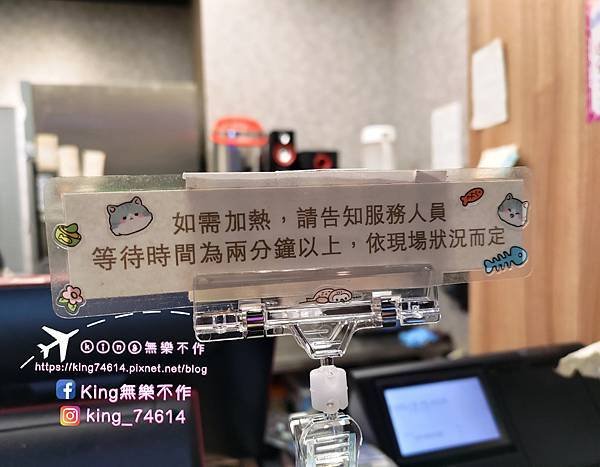 如需加熱，請告知服務人員
等待時間為兩分鐘以上，依現場狀況而定
king無樂不作
https://king74614.pixnet.net/blog
King無樂不作
king_74614